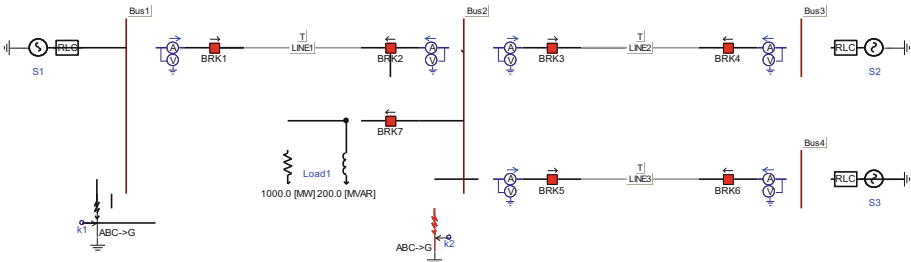 Bus1
Bus2
Bus3
RLC
S1
A
V
BRK1
T
LINE1
BRK2
A
V
A
V
BRK3
T
LINE2
BRK4
A
V
RLC
S2
BRK7
Load1
1000.0 [MW] 200.0 [MVAR]
Bus4
A
V
BRK5
T
LINE3
BRK6
A
V
RLC
S3
k1
ABC->G
k2
ABC->G